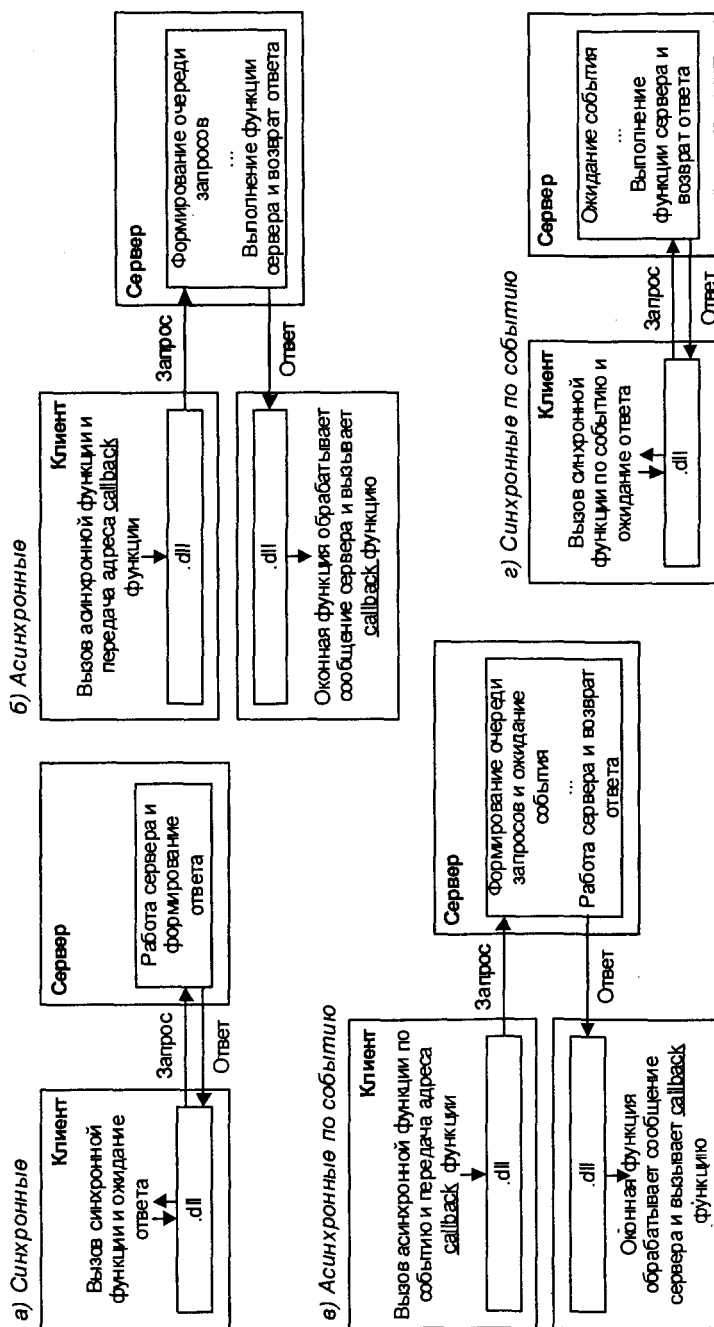 а) Синхронные
Клиент
Вызов синхронной
функции и ожидание
ответа
.dll
Запрос
Ответ
Сервер
Работа сервера и
формирование
ответа
б) Асинхронные
Клиент
Вызов асинхронной функции и
передача адреса callback
функции
.dll
Запрос
Сервер
Формирование очереди
запросов
...
Выполнение функции
сервера и возврат ответа
Ответ
.dll
Оконная функция обрабатывает
сообщение сервера и вызывает
callback функцию
в) Асинхронные по событию
Клиент
Вызов асинхронной функции по
событию и передача адреса
callback функции
.dll
Запрос
Сервер
Формирование очереди
запросов и ожидание
события
...
Работа сервера и возврат
ответа
Ответ
.dll
Оконная функция
обрабатывает сообщение
сервера и вызывает callback
функцию
г) Синхронные по событию
Клиент
Вызов синхронной
функции по событию и
ожидание ответа
.dll
Запрос
Ответ
Сервер
Ожидание события
...
Выполнение
функции сервера и
возврат ответа